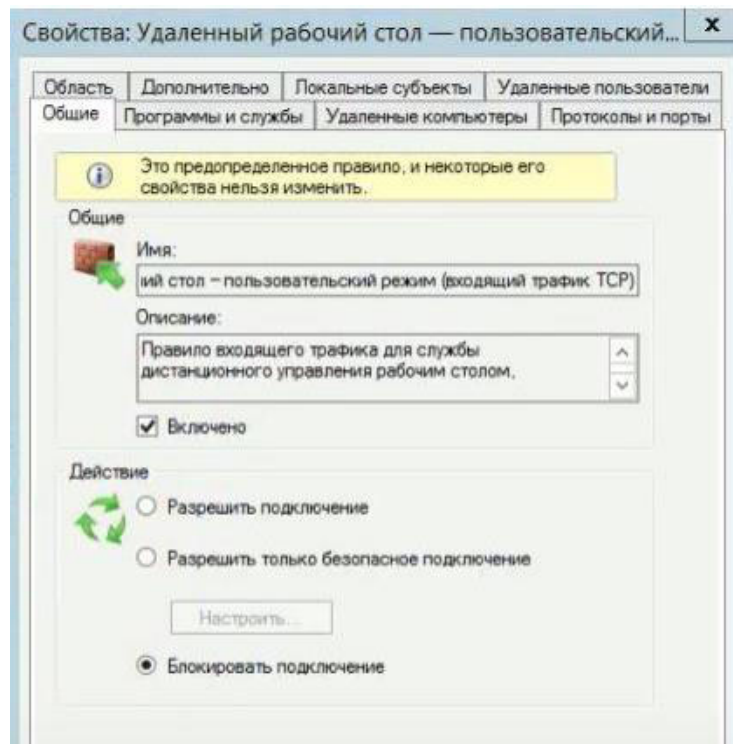 Свойства: Удаленный рабочий стол — пользовательский... x
Область Дополнительно Локальные субъекты Удаленные пользователи
Общие Программы и службы Удаленные компьютеры Протоколы и порты
Это предопределенное правило, и некоторые его
свойства нельзя изменить.
Общие
Имя:
ий стол - пользовательский режим (входящий трафик TCP)
Описание:
Правило входящего трафика для службы
дистанционного управления рабочим столом,
Включено
Действие
Разрешить подключение
Разрешить только безопасное подключение
Настроить...
Блокировать подключение